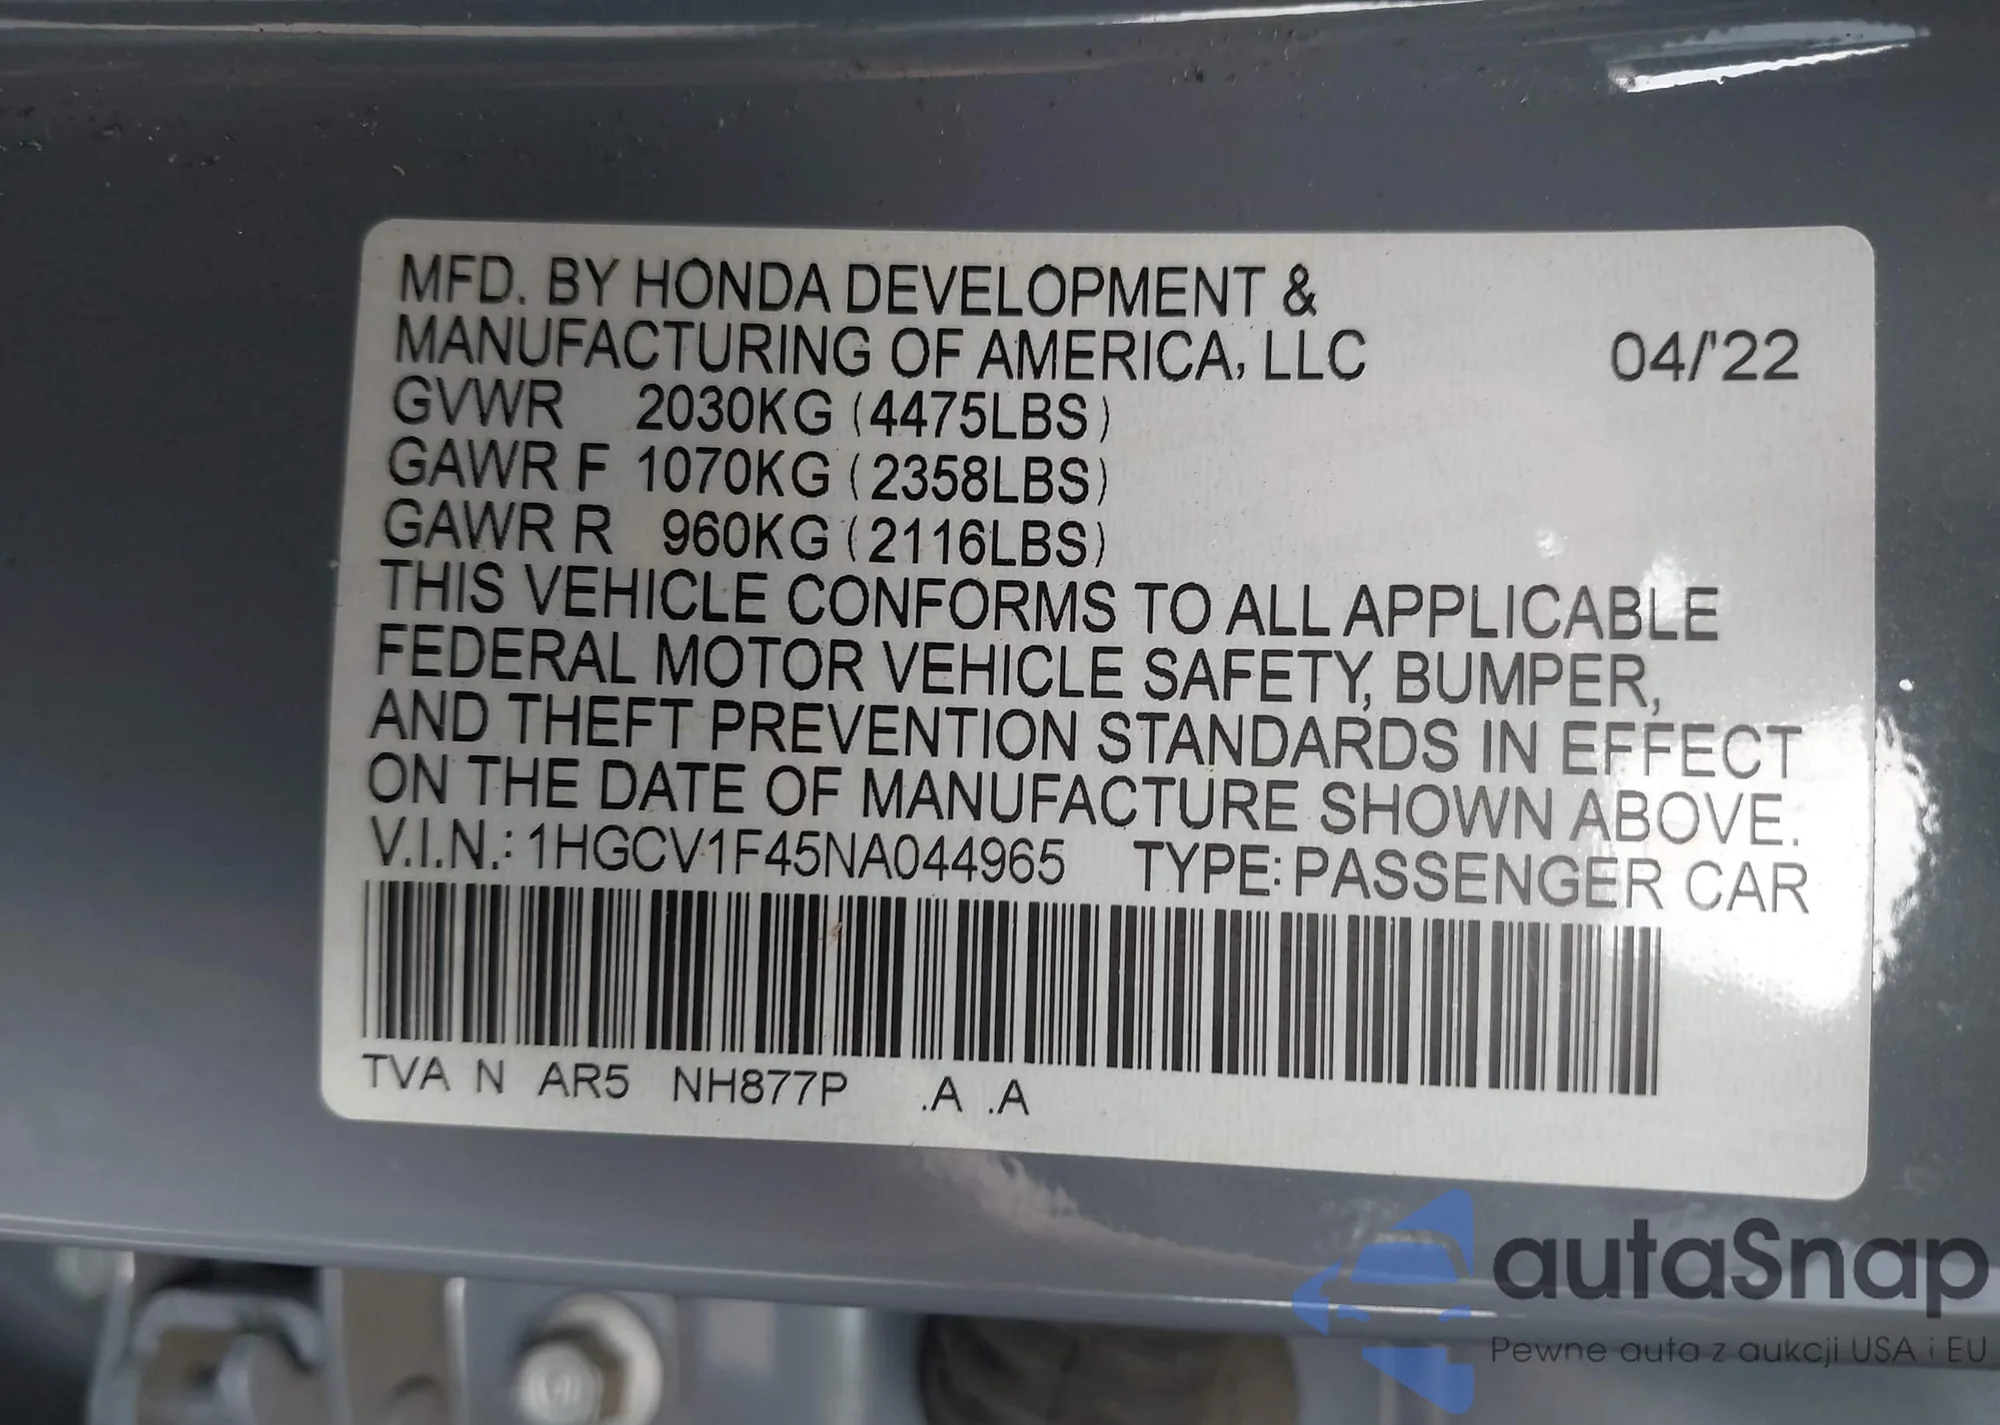 MFD. BY HONDA DEVELOPMENT &
MANUFACTURING OF AMERICA, LLC 04/'22
GVWR 2030KG (4475LBS)
GAWR F 1070KG (2358LBS)
GAWR R 960KG (2116LBS)
THIS VEHICLE CONFORMS TO ALL APPLICABLE
FEDERAL MOTOR VEHICLE SAFETY, BUMPER,
AND THEFT PREVENTION STANDARDS IN EFFECT
ON THE DATE OF MANUFACTURE SHOWN ABOVE.
V.I.N.: 1HGCV1F45NA044965 TYPE: PASSENGER CAR
TVA N AR5 NH877P .A .A
autaSnap
Pewne auta z aukcji USA i EU